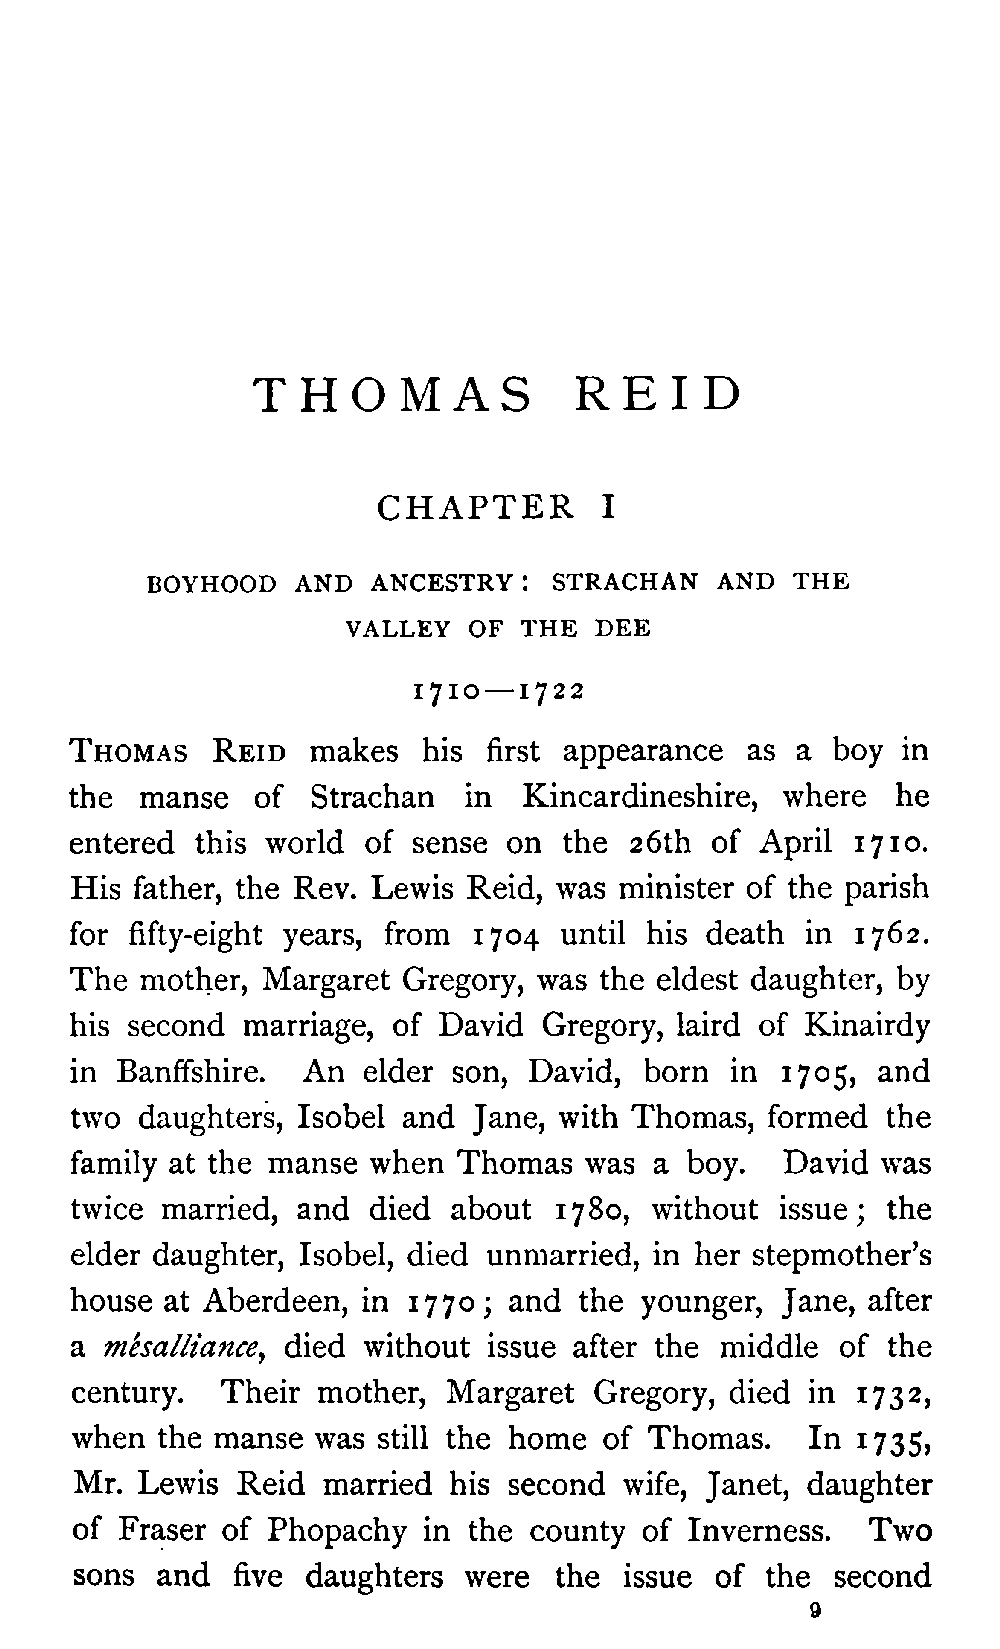 THOMAS REID
CHAPTER I
BOYHOOD AND ANCESTRY: STRACHAN AND THE
VALLEY OF THE DEE
1710—1722
THOMAS REID makes his first appearance as a boy in
the manse of Strachan in Kincardineshire, where he
entered this world of sense on the 26th of April 1710.
His father, the Rev. Lewis Reid, was minister of the parish
for fifty-eight years, from 1704 until his death in 1762.
The mother, Margaret Gregory, was the eldest daughter, by
his second marriage, of David Gregory, laird of Kinairdy
in Banffshire. An elder son, David, born in 1705, and
two daughters, Isobel and Jane, with Thomas, formed the
family at the manse when Thomas was a boy. David was
twice married, and died about 1780, without issue; the
elder daughter, Isobel, died unmarried, in her stepmother's
house at Aberdeen, in 1770; and the younger, Jane, after
a mésalliance, died without issue after the middle of the
century. Their mother, Margaret Gregory, died in 1732,
when the manse was still the home of Thomas. In 1735,
Mr. Lewis Reid married his second wife, Janet, daughter
of Fraser of Phopachy in the county of Inverness. Two
sons and five daughters were the issue of the second
9